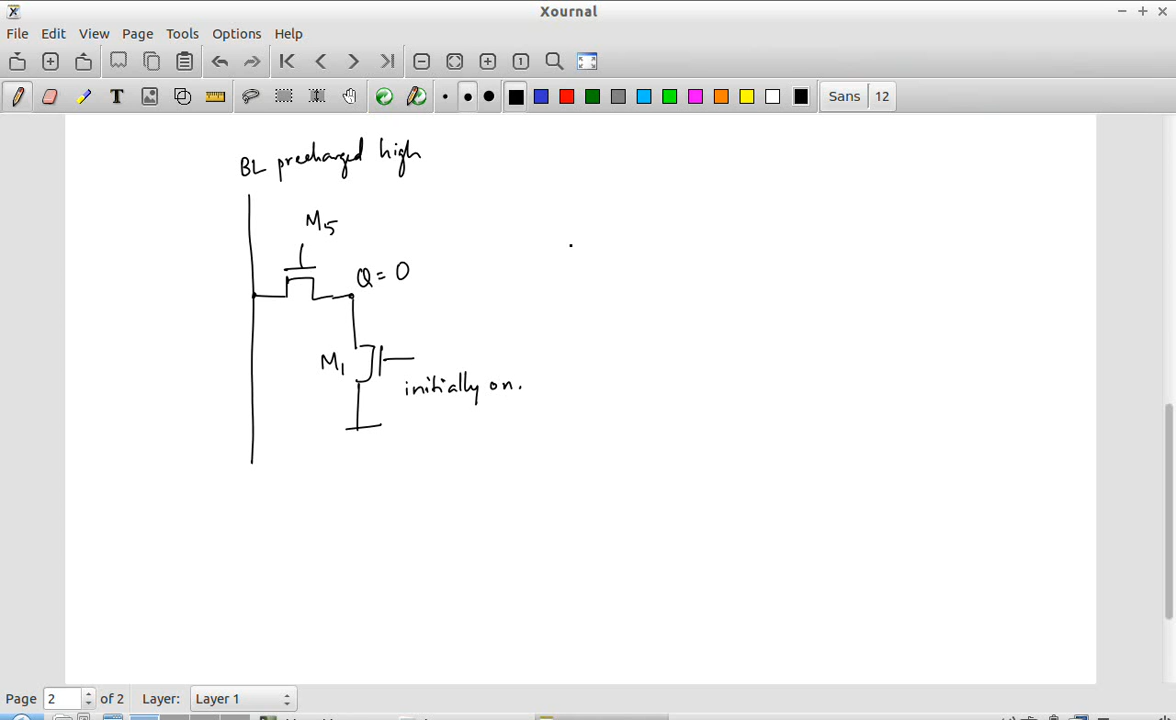 Xournal
File Edit View Page Tools Options Help
Sans 12
BL precharged high
M5
Q = 0
M1
initially on.
Page 2 of 2 Layer: Layer 1